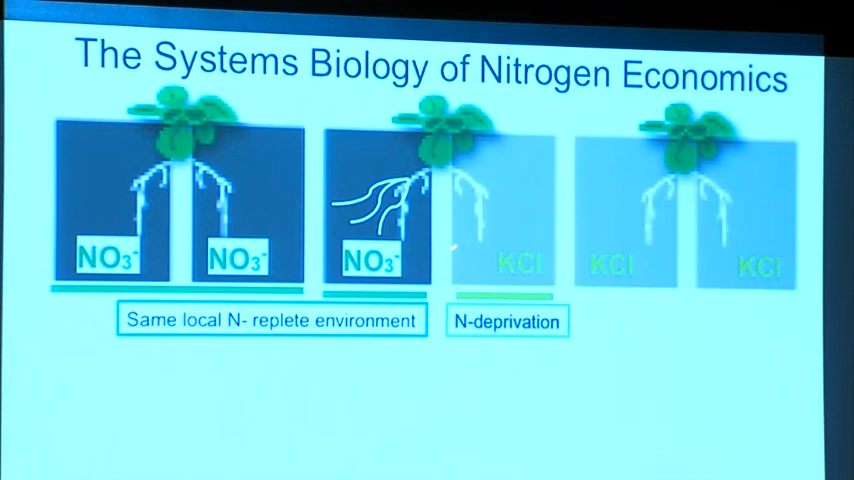 The Systems Biology of Nitrogen Economics
NO₃⁻
NO₃⁻
NO₃⁻
KCl
KCl
KCl
Same local N- replete environment
N-deprivation